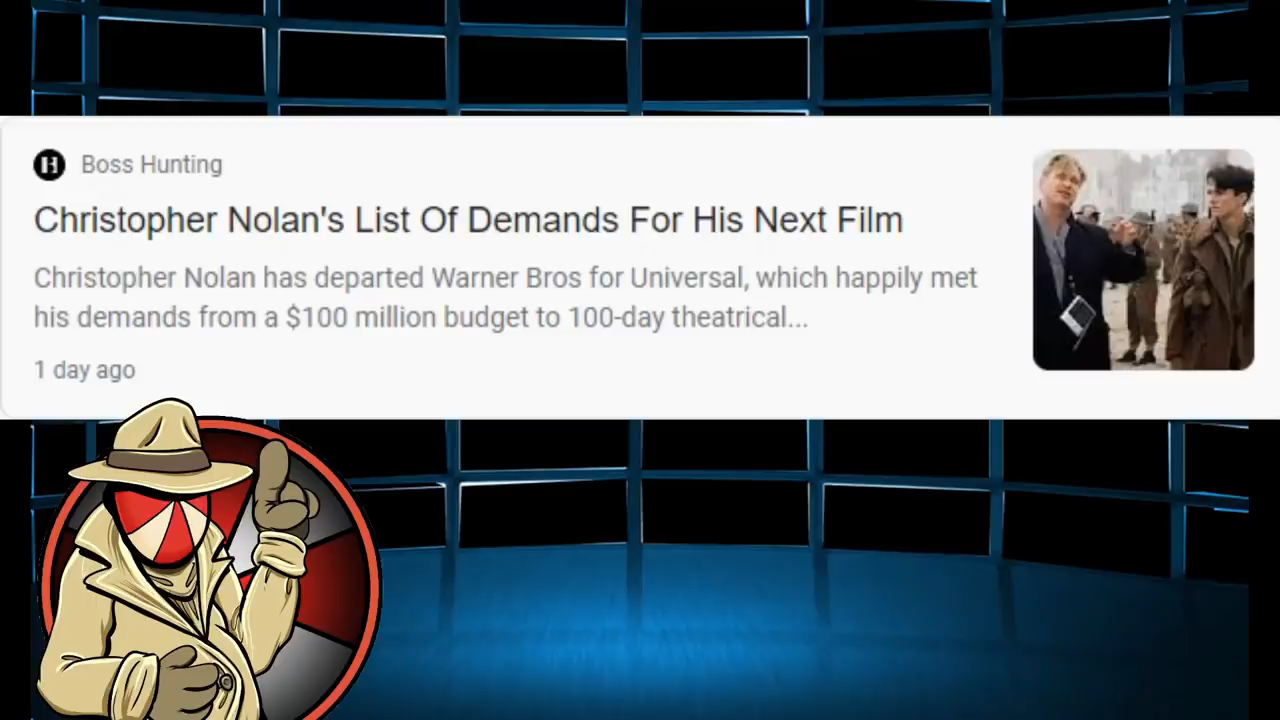 Boss Hunting
Christopher Nolan's List Of Demands For His Next Film
Christopher Nolan has departed Warner Bros for Universal, which happily met
his demands from a $100 million budget to 100-day theatrical...
1 day ago